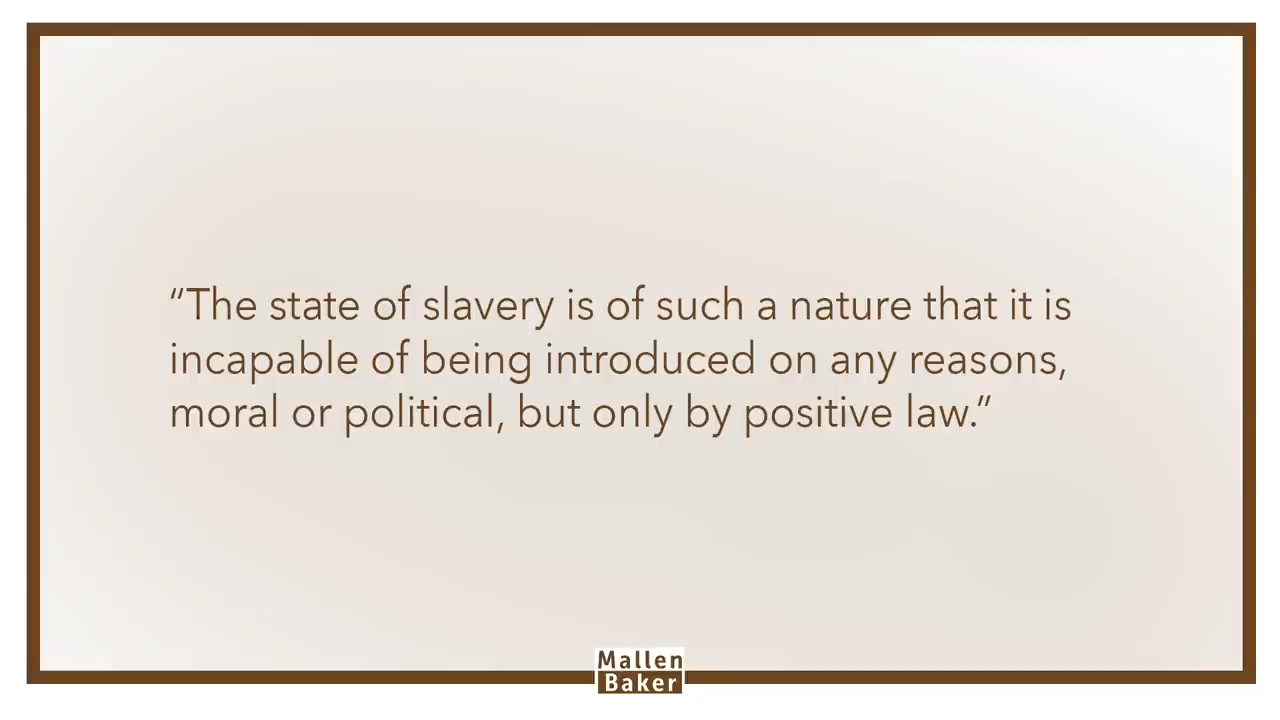 “The state of slavery is of such a nature that it is
incapable of being introduced on any reasons,
moral or political, but only by positive law.”
Mallen
Baker